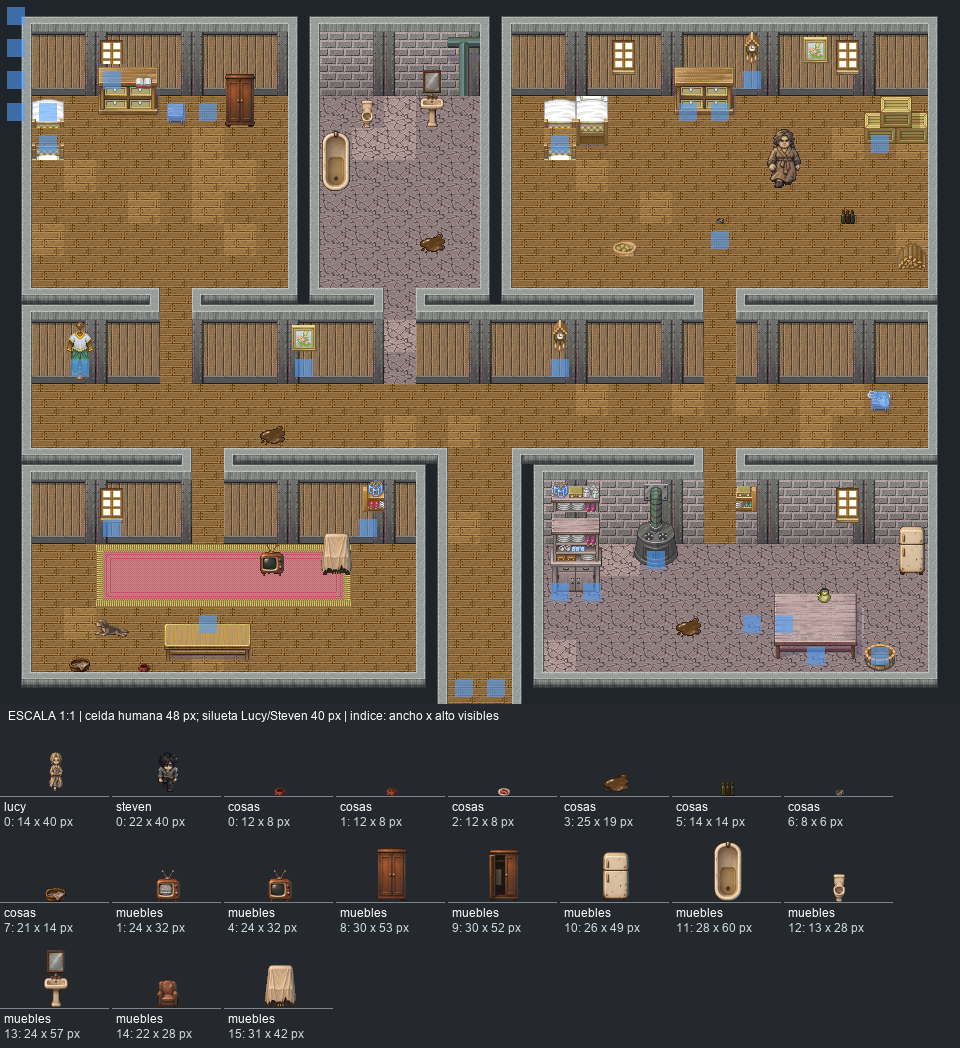 ESCALA 1:1 | celda humana 48 px; silueta Lucy/Steven 40 px | indice: ancho x alto visibles
lucy
0: 14 x 40 px
steven
0: 22 x 40 px
cosas
0: 12 x 8 px
cosas
1: 12 x 8 px
cosas
2: 12 x 8 px
cosas
3: 25 x 19 px
cosas
5: 14 x 14 px
cosas
6: 8 x 6 px
cosas
7: 21 x 14 px
muebles
1: 24 x 32 px
muebles
4: 24 x 32 px
muebles
8: 30 x 53 px
muebles
9: 30 x 52 px
muebles
10: 26 x 49 px
muebles
11: 28 x 60 px
muebles
12: 13 x 28 px
muebles
13: 24 x 57 px
muebles
14: 22 x 28 px
muebles
15: 31 x 42 px